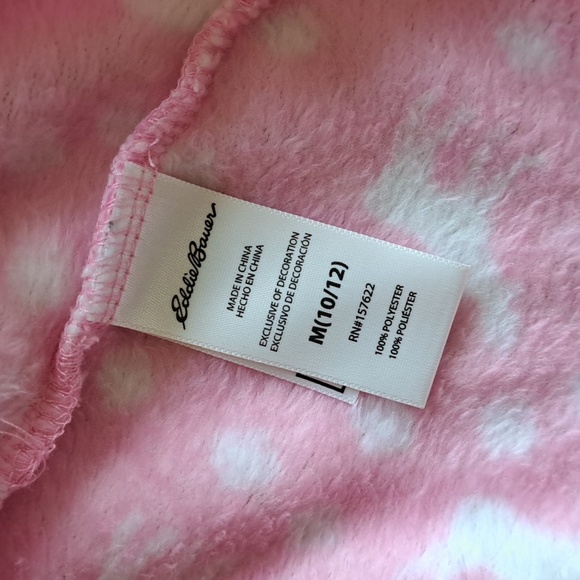 Eddie Bauer
MADE IN CHINA
HECHO EN CHINA
EXCLUSIVE OF DECORATION
EXCLUSIVO DE DECORACIÓN
M(10/12)
RN#157622
100% POLYESTER
100% POLIÉSTER